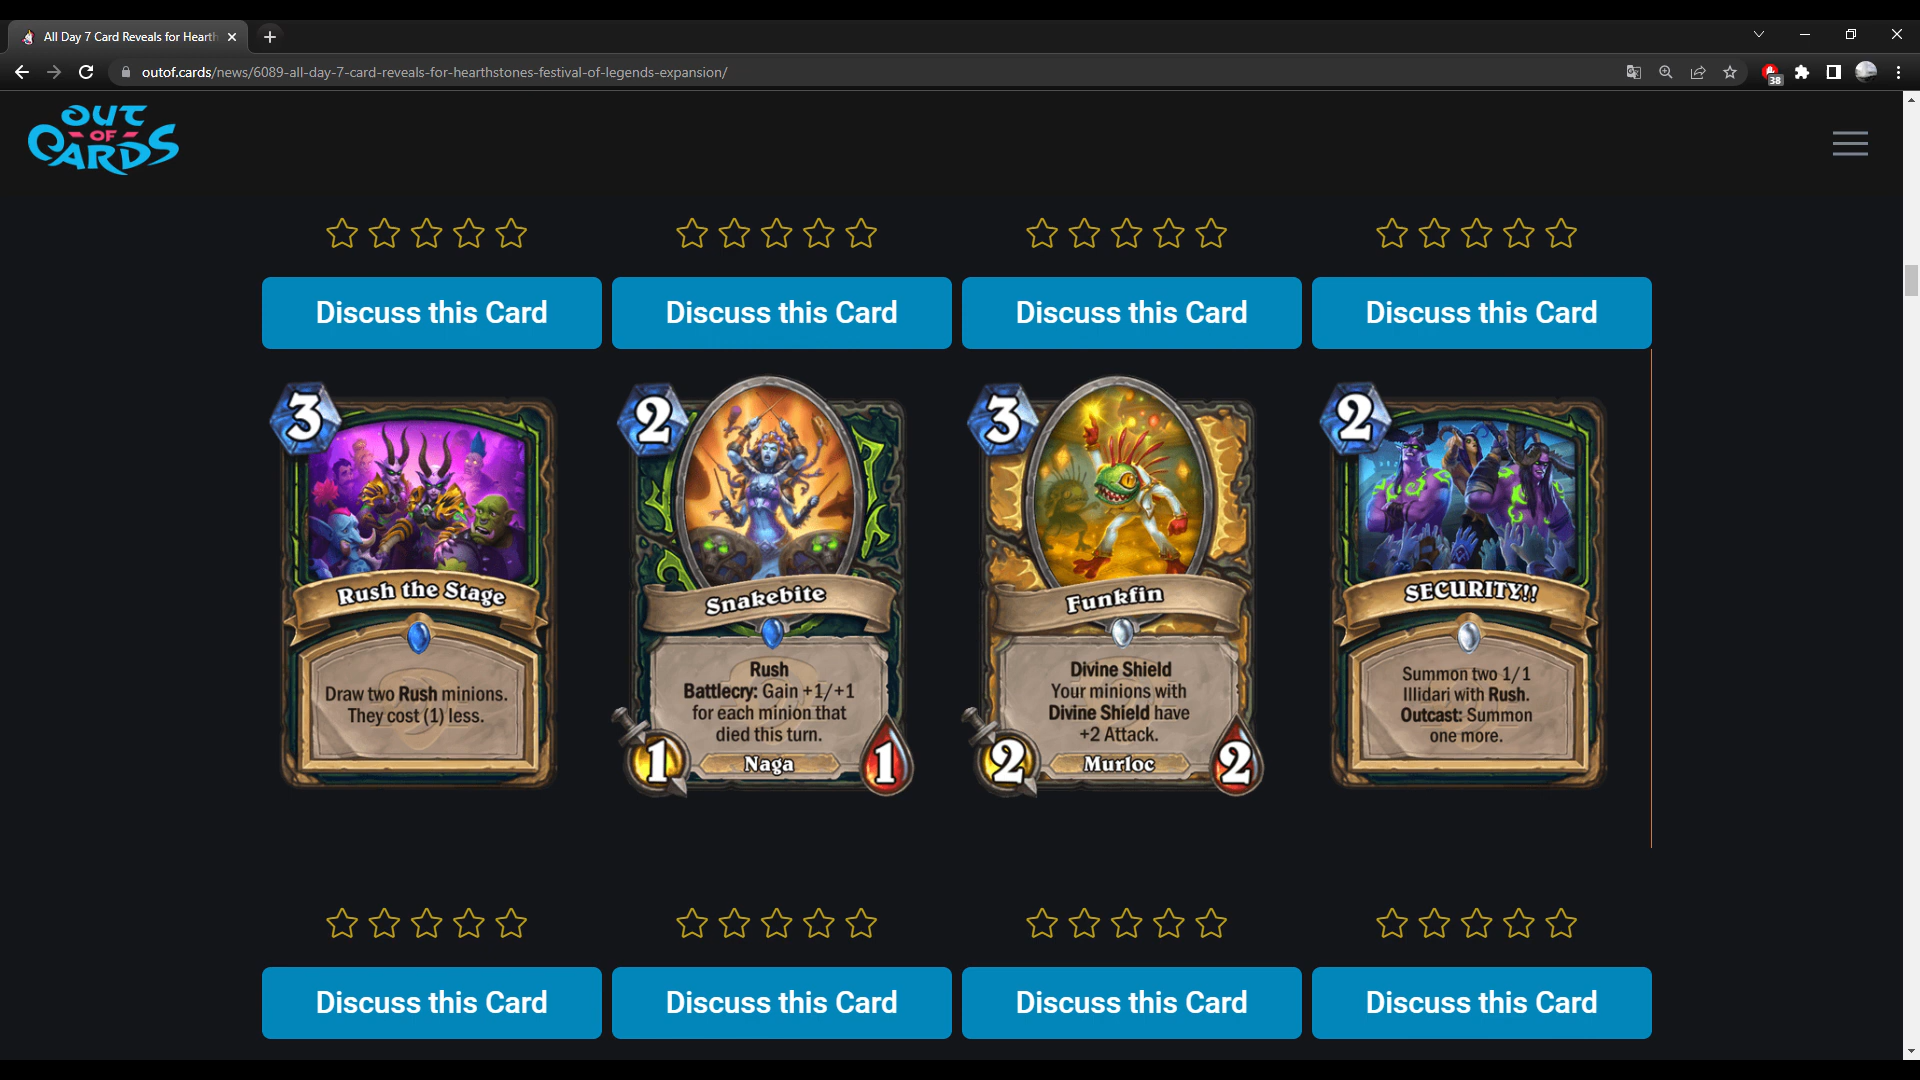 All Day 7 Card Reveals for Hearth
outof.cards/news/6089-all-day-7-card-reveals-for-hearthstones-festival-of-legends-expansion/
38
OUT
OF
CARDS
Discuss this Card
Discuss this Card
Discuss this Card
Discuss this Card
3
Rush the Stage
Draw two Rush minions.
They cost (1) less.
2
Snakebite
Rush
Battlecry: Gain +1/+1
for each minion that
died this turn.
1
Naga
1
3
Funkfin
Divine Shield
Your minions with
Divine Shield have
+2 Attack.
2
Murloc
2
2
SECURITY!!
Summon two 1/1
Illidari with Rush.
Outcast: Summon
one more.
Discuss this Card
Discuss this Card
Discuss this Card
Discuss this Card